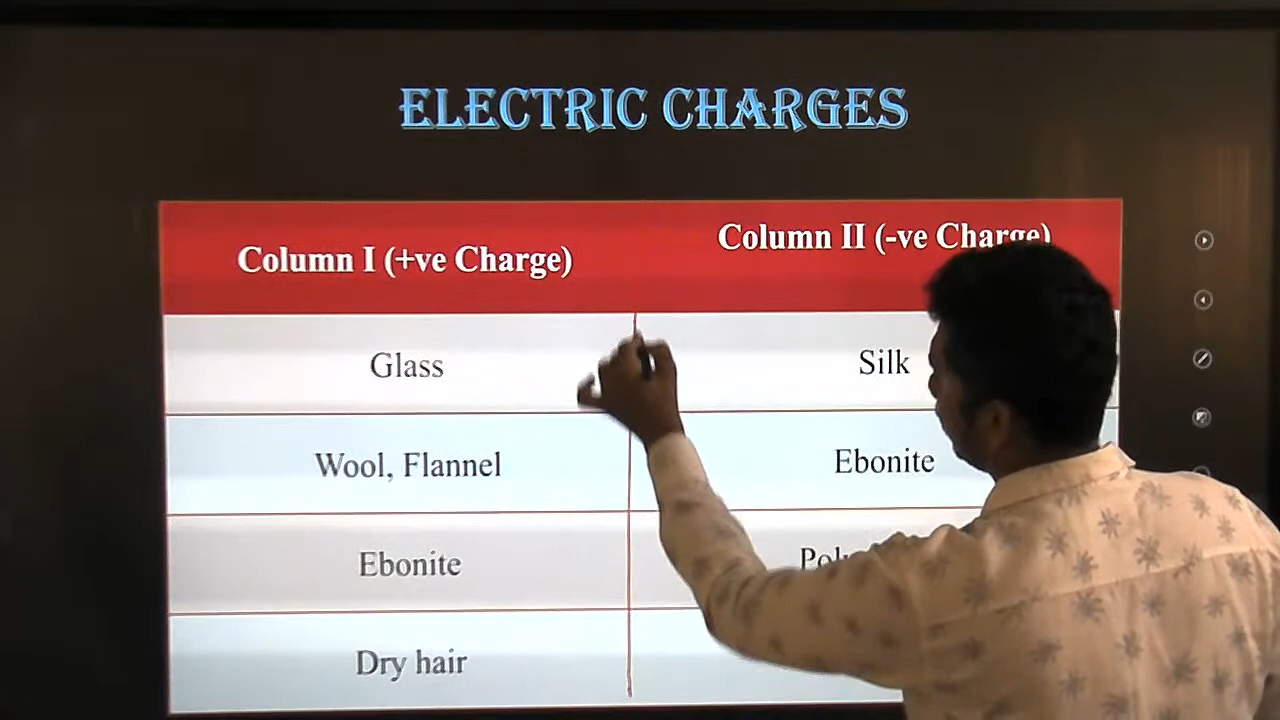 ELECTRIC CHARGES
Column I (+ve Charge)
Column II (-ve Charge)
Glass
Silk
Wool, Flannel
Ebonite
Ebonite
Dry hair